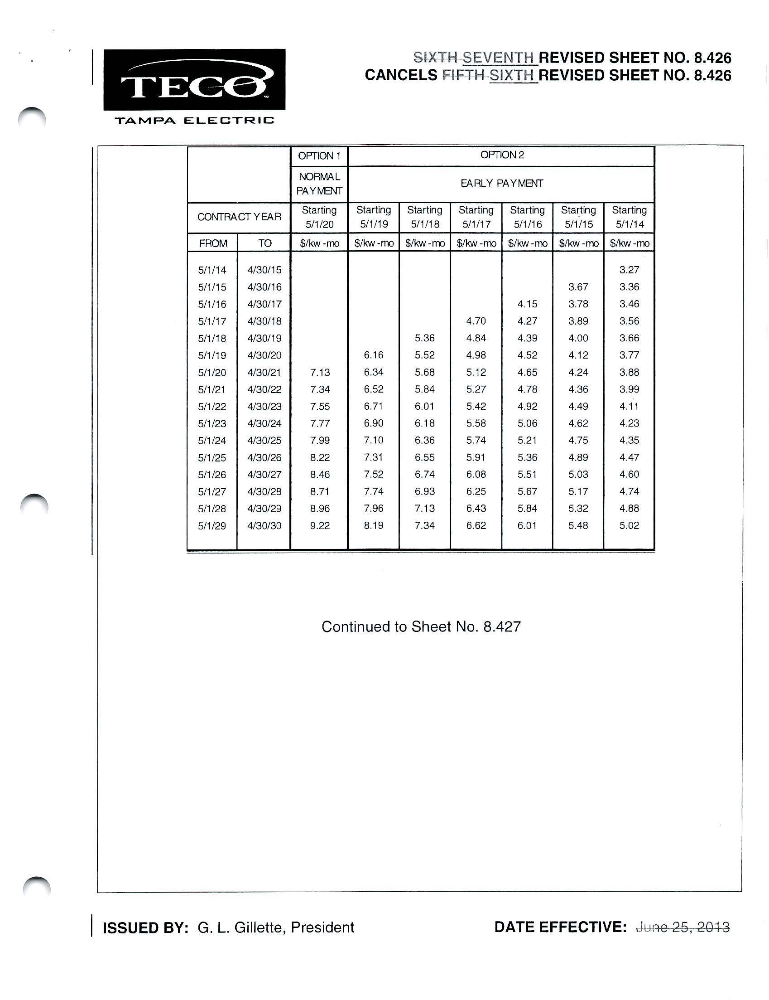 SIXTH SEVENTH REVISED SHEET NO. 8.426
CANCELS FIFTH SIXTH REVISED SHEET NO. 8.426
TECO
TAMPA ELECTRIC
OPTION 1 OPTION 2
NORMAL PAYMENT EARLY PAYMENT
CONTRACT YEAR Starting 5/1/20 Starting 5/1/19 Starting 5/1/18 Starting 5/1/17 Starting 5/1/16 Starting 5/1/15 Starting 5/1/14
FROM TO $/kw-mo $/kw-mo $/kw-mo $/kw-mo $/kw-mo $/kw-mo $/kw-mo
5/1/14 4/30/15 3.27
5/1/15 4/30/16 3.67 3.36
5/1/16 4/30/17 4.15 3.78 3.46
5/1/17 4/30/18 4.70 4.27 3.89 3.56
5/1/18 4/30/19 5.36 4.84 4.39 4.00 3.66
5/1/19 4/30/20 6.16 5.52 4.98 4.52 4.12 3.77
5/1/20 4/30/21 7.13 6.34 5.68 5.12 4.65 4.24 3.88
5/1/21 4/30/22 7.34 6.52 5.84 5.27 4.78 4.36 3.99
5/1/22 4/30/23 7.55 6.71 6.01 5.42 4.92 4.49 4.11
5/1/23 4/30/24 7.77 6.90 6.18 5.58 5.06 4.62 4.23
5/1/24 4/30/25 7.99 7.10 6.36 5.74 5.21 4.75 4.35
5/1/25 4/30/26 8.22 7.31 6.55 5.91 5.36 4.89 4.47
5/1/26 4/30/27 8.46 7.52 6.74 6.08 5.51 5.03 4.60
5/1/27 4/30/28 8.71 7.74 6.93 6.25 5.67 5.17 4.74
5/1/28 4/30/29 8.96 7.96 7.13 6.43 5.84 5.32 4.88
5/1/29 4/30/30 9.22 8.19 7.34 6.62 6.01 5.48 5.02
Continued to Sheet No. 8.427
ISSUED BY: G. L. Gillette, President DATE EFFECTIVE: June 25, 2013